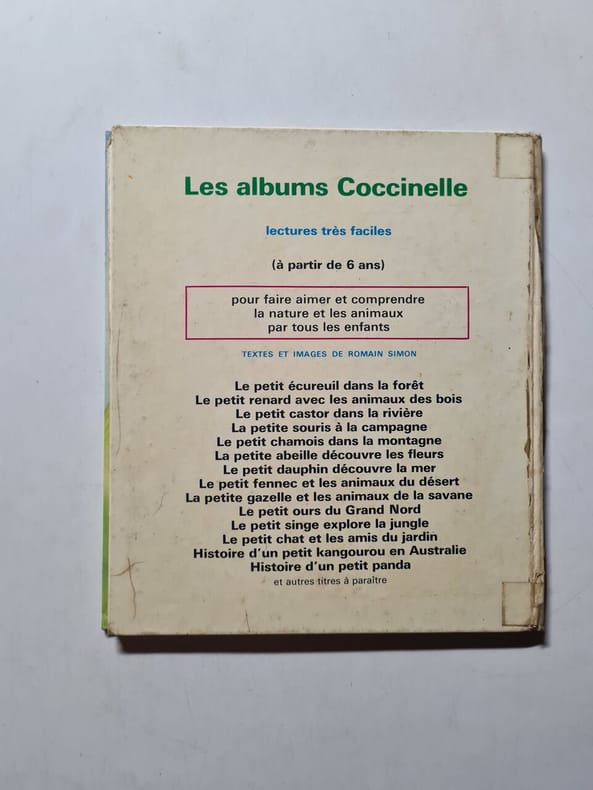 Les albums Coccinelle
lectures très faciles
(à partir de 6 ans)
pour faire aimer et comprendre
la nature et les animaux
par tous les enfants
TEXTES ET IMAGES DE ROMAIN SIMON
Le petit écureuil dans la forêt
Le petit renard avec les animaux des bois
Le petit castor dans la rivière
La petite souris à la campagne
Le petit chamois dans la montagne
La petite abeille découvre les fleurs
Le petit dauphin découvre la mer
Le petit fennec et les animaux du désert
La petite gazelle et les animaux de la savane
Le petit ours du Grand Nord
Le petit singe explore la jungle
Le petit chat et les amis du jardin
Histoire d'un petit kangourou en Australie
Histoire d'un petit panda
et autres titres à paraître